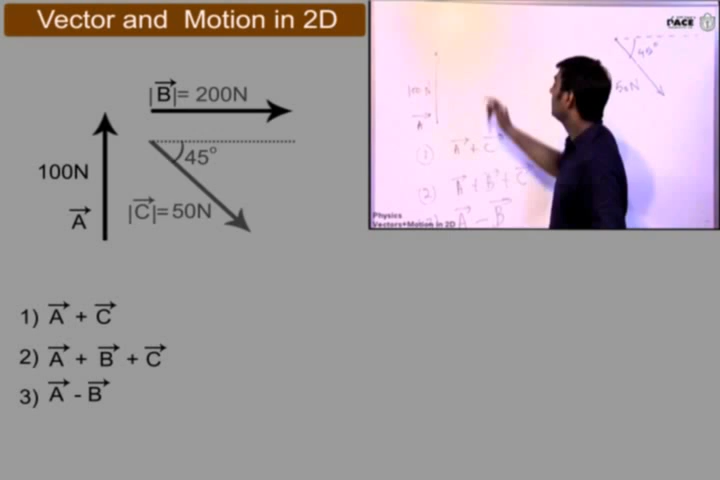 Vector and Motion in 2D
|B⃗|= 200N
45°
100N
A⃗
|C⃗|= 50N
1) A⃗ + C⃗
2) A⃗ + B⃗ + C⃗
3) A⃗ - B⃗
PACE
45°
50N
100N
A⃗
(1) A⃗ + C⃗
(2) A⃗ + B⃗ + C⃗
A⃗ - B⃗
Physics
Vectors+Motion in 2D